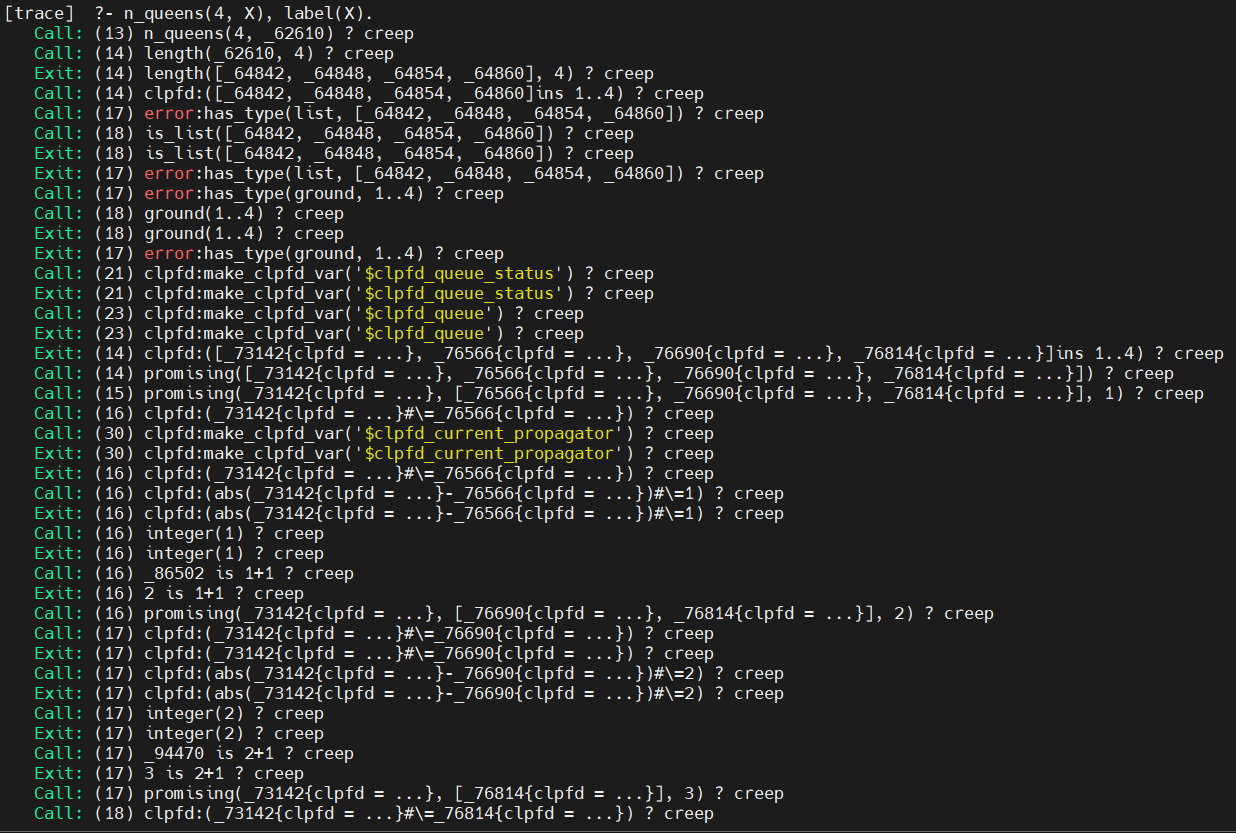 [trace]  ?- n_queens(4, X), label(X).
   Call: (13) n_queens(4, _62610) ? creep
   Call: (14) length(_62610, 4) ? creep
   Exit: (14) length([_64842, _64848, _64854, _64860], 4) ? creep
   Call: (14) clpfd:([_64842, _64848, _64854, _64860]ins 1..4) ? creep
   Call: (17) error:has_type(list, [_64842, _64848, _64854, _64860]) ? creep
   Call: (18) is_list([_64842, _64848, _64854, _64860]) ? creep
   Exit: (18) is_list([_64842, _64848, _64854, _64860]) ? creep
   Exit: (17) error:has_type(list, [_64842, _64848, _64854, _64860]) ? creep
   Call: (17) error:has_type(ground, 1..4) ? creep
   Call: (18) ground(1..4) ? creep
   Exit: (18) ground(1..4) ? creep
   Exit: (17) error:has_type(ground, 1..4) ? creep
   Call: (21) clpfd:make_clpfd_var('$clpfd_queue_status') ? creep
   Exit: (21) clpfd:make_clpfd_var('$clpfd_queue_status') ? creep
   Call: (23) clpfd:make_clpfd_var('$clpfd_queue') ? creep
   Exit: (23) clpfd:make_clpfd_var('$clpfd_queue') ? creep
   Exit: (14) clpfd:([_73142{clpfd = ...}, _76566{clpfd = ...}, _76690{clpfd = ...}, _76814{clpfd = ...}]ins 1..4) ? creep
   Call: (14) promising([_73142{clpfd = ...}, _76566{clpfd = ...}, _76690{clpfd = ...}, _76814{clpfd = ...}]) ? creep
   Call: (15) promising(_73142{clpfd = ...}, [_76566{clpfd = ...}, _76690{clpfd = ...}, _76814{clpfd = ...}], 1) ? creep
   Call: (16) clpfd:(_73142{clpfd = ...}#\=_76566{clpfd = ...}) ? creep
   Call: (30) clpfd:make_clpfd_var('$clpfd_current_propagator') ? creep
   Exit: (30) clpfd:make_clpfd_var('$clpfd_current_propagator') ? creep
   Exit: (16) clpfd:(_73142{clpfd = ...}#\=_76566{clpfd = ...}) ? creep
   Call: (16) clpfd:(abs(_73142{clpfd = ...}-_76566{clpfd = ...})#\=1) ? creep
   Exit: (16) clpfd:(abs(_73142{clpfd = ...}-_76566{clpfd = ...})#\=1) ? creep
   Call: (16) integer(1) ? creep
   Exit: (16) integer(1) ? creep
   Call: (16) _86502 is 1+1 ? creep
   Exit: (16) 2 is 1+1 ? creep
   Call: (16) promising(_73142{clpfd = ...}, [_76690{clpfd = ...}, _76814{clpfd = ...}], 2) ? creep
   Call: (17) clpfd:(_73142{clpfd = ...}#\=_76690{clpfd = ...}) ? creep
   Exit: (17) clpfd:(_73142{clpfd = ...}#\=_76690{clpfd = ...}) ? creep
   Call: (17) clpfd:(abs(_73142{clpfd = ...}-_76690{clpfd = ...})#\=2) ? creep
   Exit: (17) clpfd:(abs(_73142{clpfd = ...}-_76690{clpfd = ...})#\=2) ? creep
   Call: (17) integer(2) ? creep
   Exit: (17) integer(2) ? creep
   Call: (17) _94470 is 2+1 ? creep
   Exit: (17) 3 is 2+1 ? creep
   Call: (17) promising(_73142{clpfd = ...}, [_76814{clpfd = ...}], 3) ? creep
   Call: (18) clpfd:(_73142{clpfd = ...}#\=_76814{clpfd = ...}) ? creep